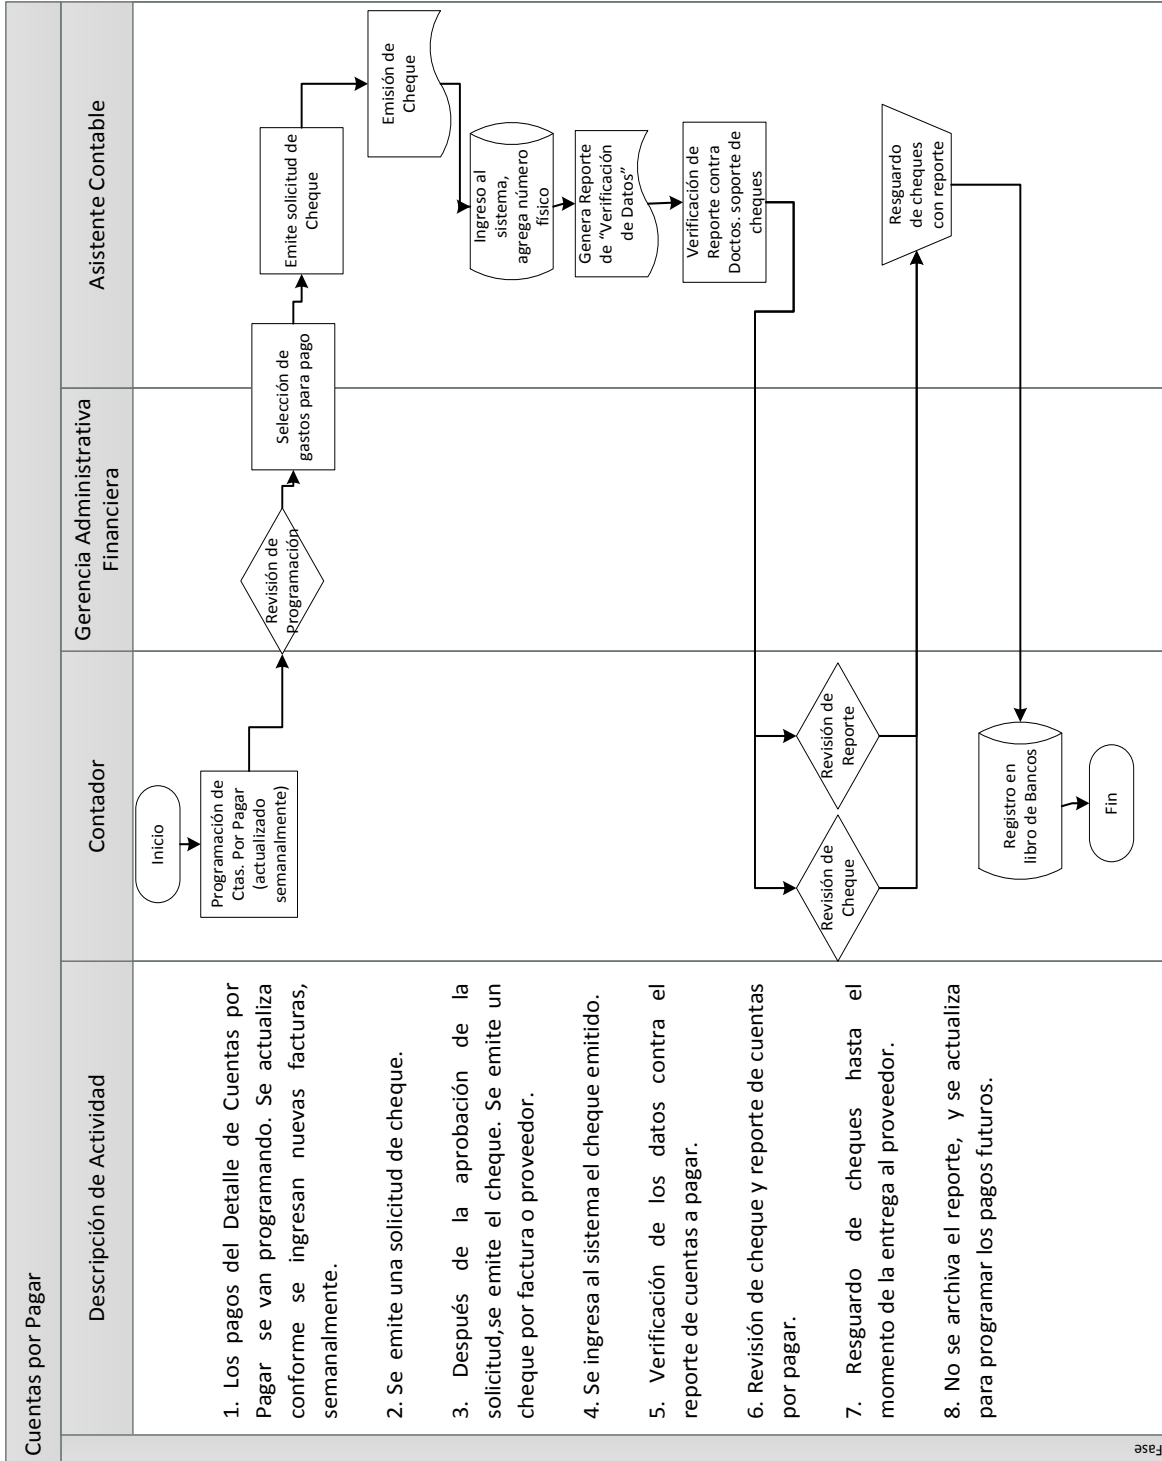 Cuentas por Pagar
Descripción de Actividad
Contador
Gerencia Administrativa
Financiera
Asistente Contable
Fase
1. Los pagos del Detalle de Cuentas por
Pagar se van programando. Se actualiza
conforme se ingresan nuevas facturas,
semanalmente.
2. Se emite una solicitud de cheque.
3. Después de la aprobación de la
solicitud,se emite el cheque. Se emite un
cheque por factura o proveedor.
4. Se ingresa al sistema el cheque emitido.
5. Verificación de los datos contra el
reporte de cuentas a pagar.
6. Revisión de cheque y reporte de cuentas
por pagar.
7. Resguardo de cheques hasta el
momento de la entrega al proveedor.
8. No se archiva el reporte, y se actualiza
para programar los pagos futuros.
Inicio
Programación de
Ctas. Por Pagar
(actualizado
semanalmente)
Revisión de
Programación
Selección de
gastos para pago
Emite solicitud de
Cheque
Emisión de
Cheque
Ingreso al
sistema,
agrega número
físico
Genera Reporte
de “Verificación
de Datos”
Verificación de
Reporte contra
Doctos. soporte de
cheques
Revisión de
Cheque
Revisión de
Reporte
Resguardo
de cheques
con reporte
Registro en
libro de Bancos
Fin